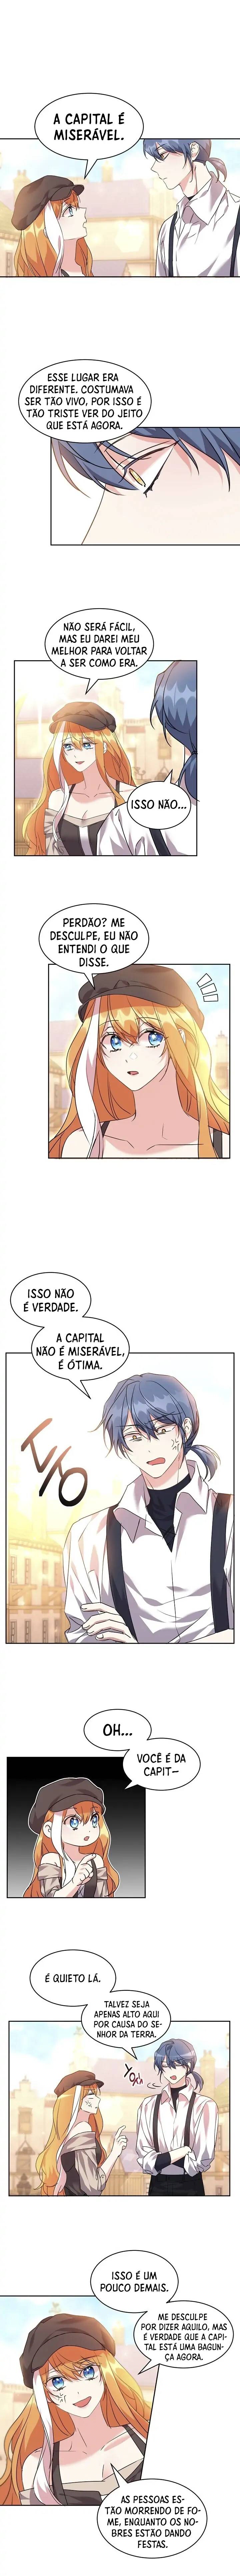 A CAPITAL É
MISERÁVEL.
ESSE LUGAR ERA
DIFERENTE. COSTUMAVA
SER TÃO VIVO, POR ISSO É
TÃO TRISTE VER DO JEITO
QUE ESTÁ AGORA.
NÃO SERÁ FÁCIL,
MAS EU DAREI MEU
MELHOR PARA VOLTAR
A SER COMO ERA.
ISSO NÃO...
PERDÃO? ME
DESCULPE, EU NÃO
ENTENDI O QUE
DISSE.
ISSO NÃO
É VERDADE.
A CAPITAL
NÃO É MISERÁVEL,
É ÓTIMA.
OH...
VOCÊ É DA
CAPIT–
É QUIETO LÁ.
TALVEZ SEJA
APENAS ALTO AQUI
POR CAUSA DO SE-
NHOR DA TERRA.
ISSO É UM
POUCO DEMAIS.
ME DESCULPE
POR DIZER AQUILO, MAS
É VERDADE QUE A CAPI-
TAL ESTÁ UMA BAGUN-
ÇA AGORA.
AS PESSOAS ES-
TÃO MORRENDO DE FO-
ME, ENQUANTO OS NO-
BRES ESTÃO DANDO
FESTAS.